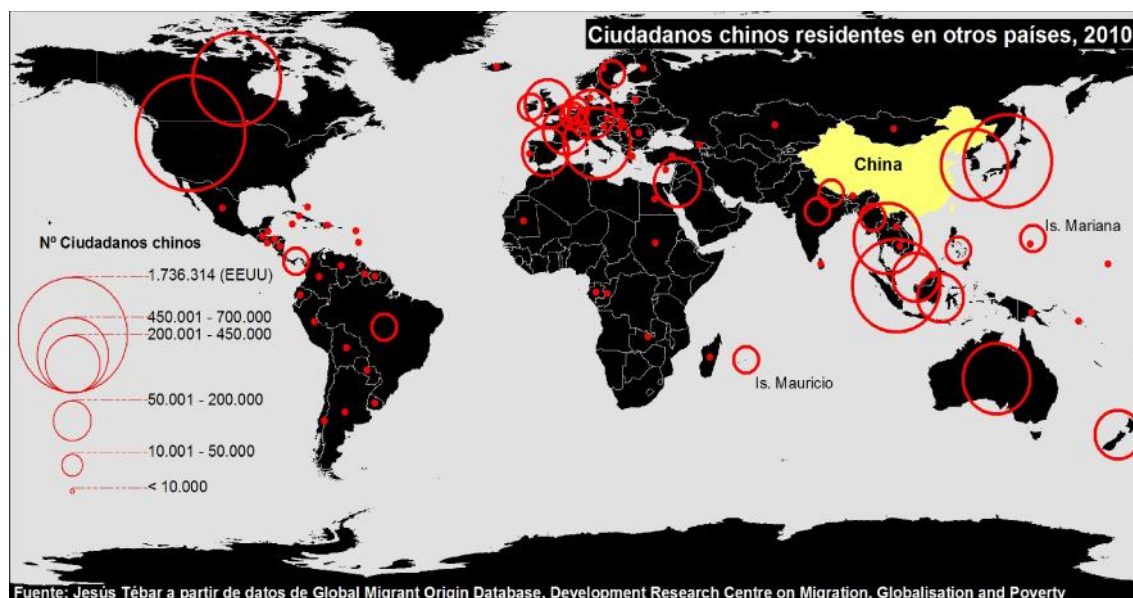 Ciudadanos chinos residentes en otros países, 2010
China
Is. Mariana
Nº Ciudadanos chinos
1.736.314 (EEUU)
450.001 - 700.000
200.001 - 450.000
50.001 - 200.000
10.001 - 50.000
< 10.000
Is. Mauricio
Fuente: Jesús Tébar a partir de datos de Global Migrant Origin Database, Development Research Centre on Migration, Globalisation and Poverty